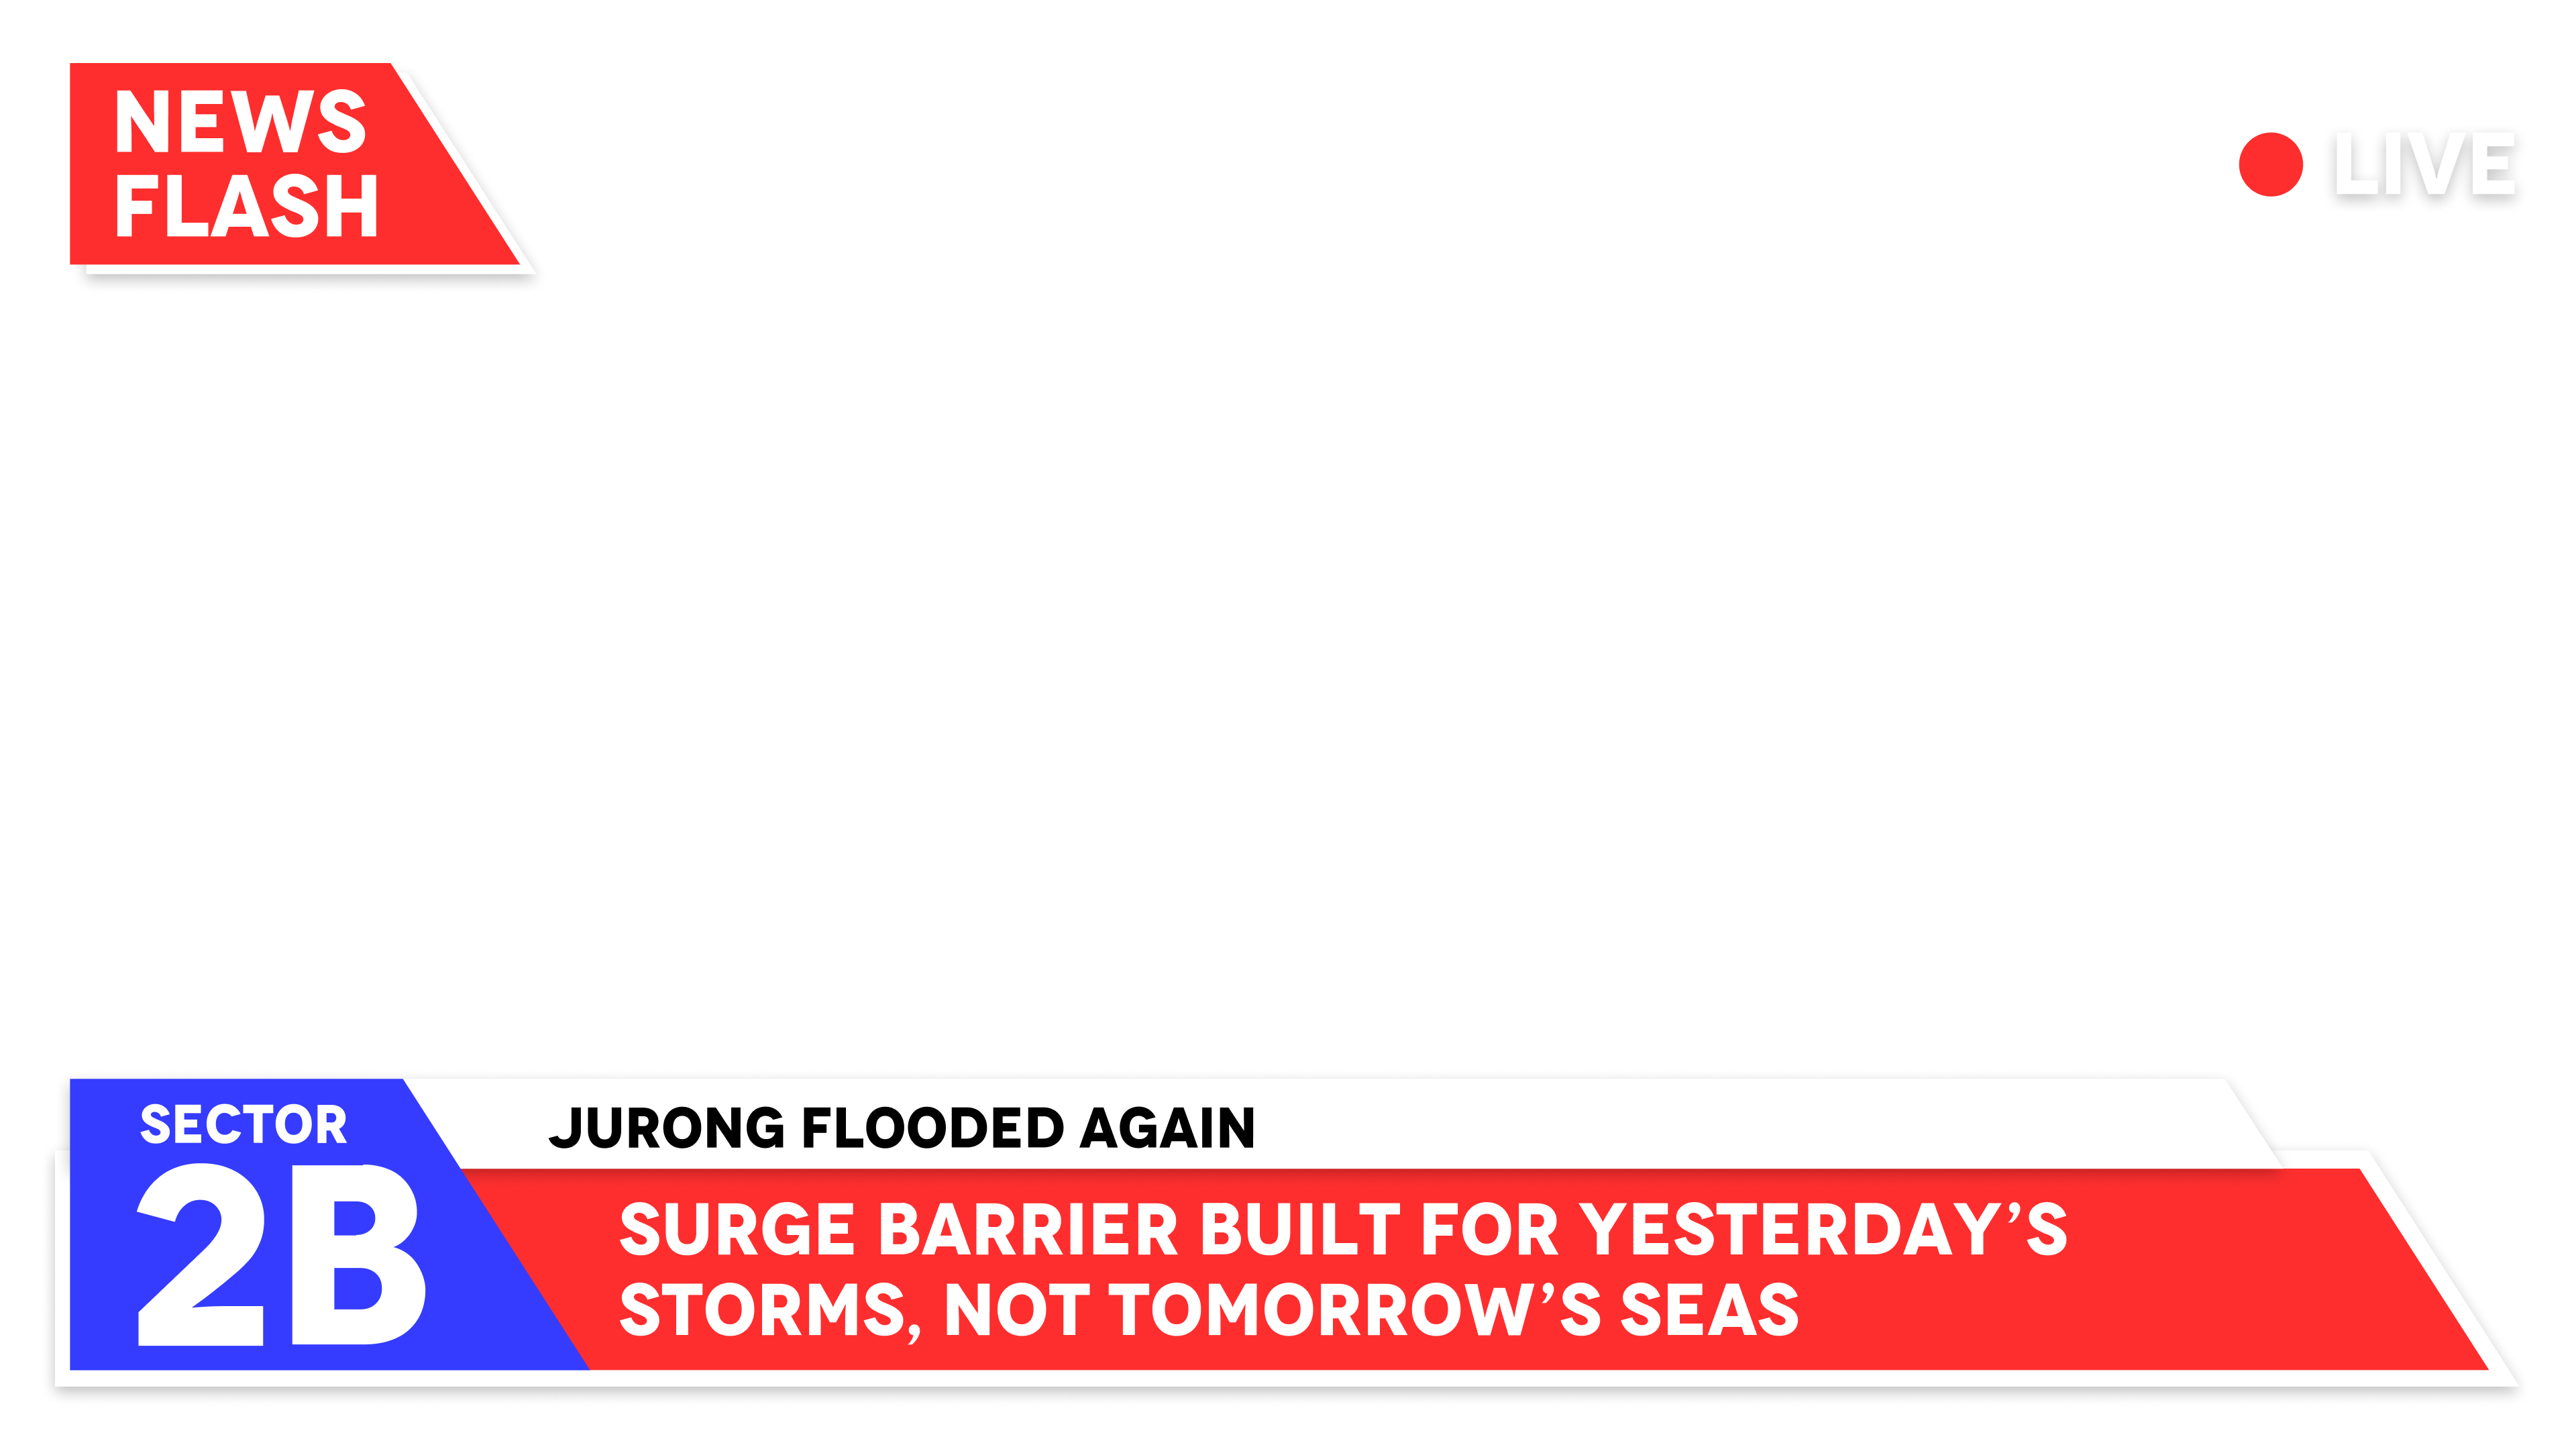 NEWS
FLASH
LIVE
SECTOR
2B
JURONG FLOODED AGAIN
SURGE BARRIER BUILT FOR YESTERDAY’S
STORMS, NOT TOMORROW’S SEAS